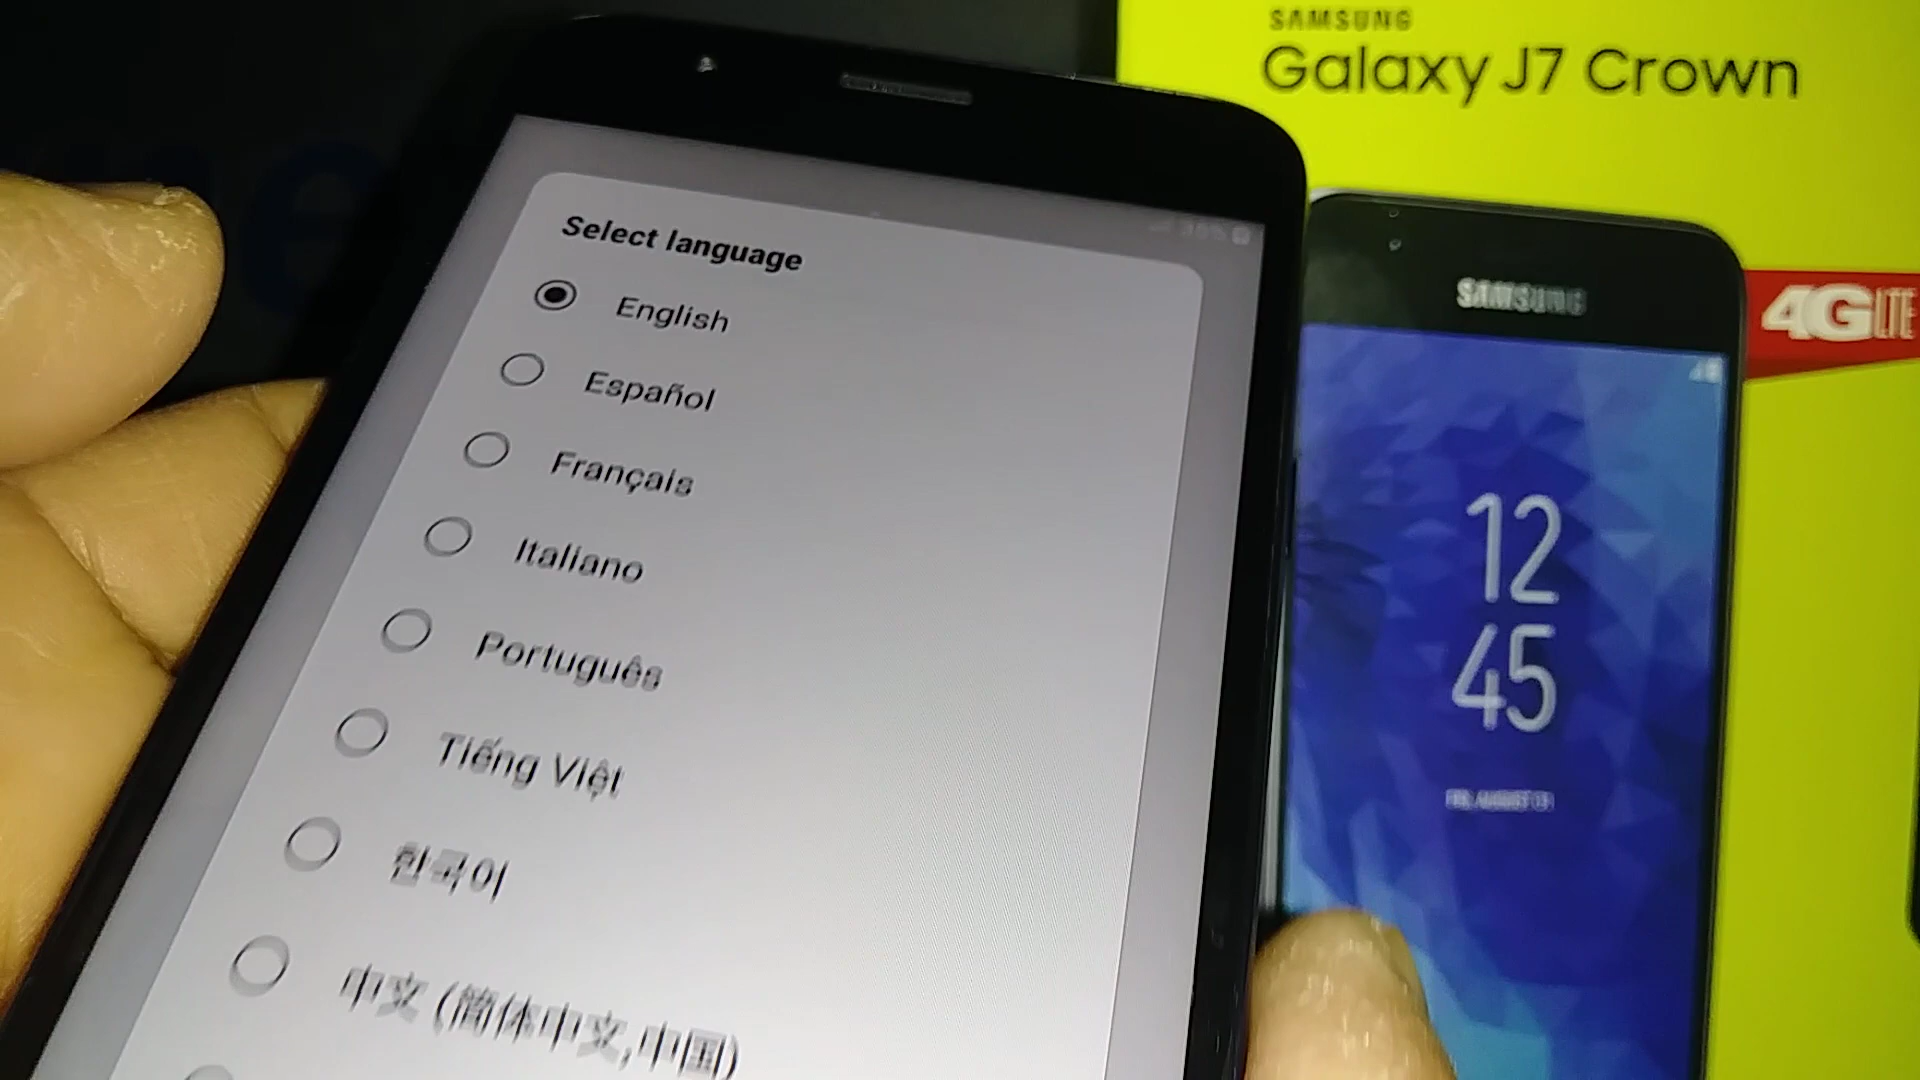 SAMSUNG
Galaxy J7 Crown
Select language
English
Español
Français
Italiano
Português
Tiếng Việt
한국어
中文 (简体中文,中国)
SAMSUNG
4G LTE
12
45